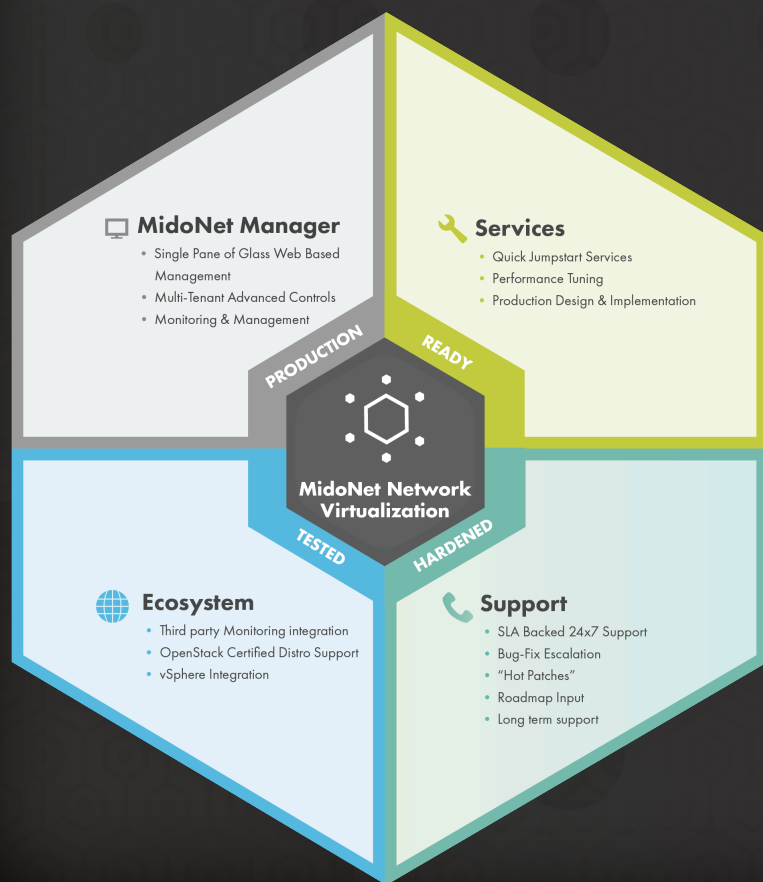 MidoNet Manager
• Single Pane of Glass Web Based
Management
• Multi-Tenant Advanced Controls
• Monitoring & Management
PRODUCTION
Services
• Quick Jumpstart Services
• Performance Tuning
• Production Design & Implementation
READY
MidoNet Network
Virtualization
TESTED
Ecosystem
• Third party Monitoring integration
• OpenStack Certified Distro Support
• vSphere Integration
HARDENED
Support
• SLA Backed 24x7 Support
• Bug-Fix Escalation
• “Hot Patches”
• Roadmap Input
• Long term support